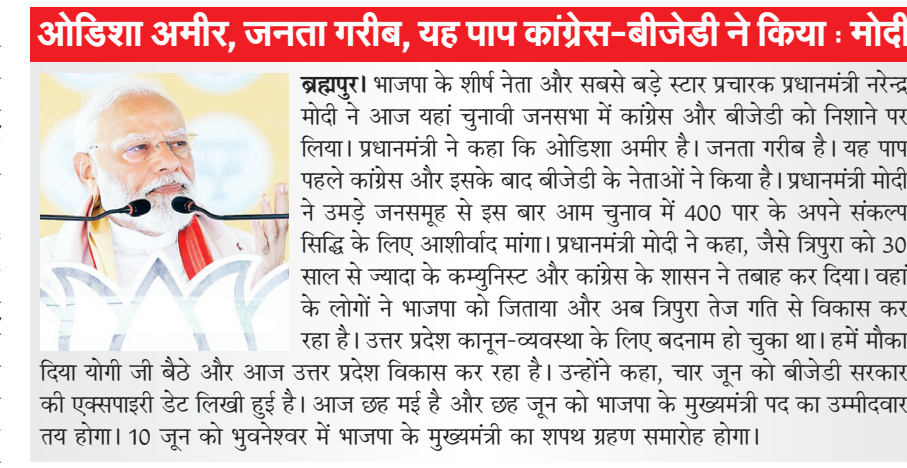 ओडिशा अमीर, जनता गरीब, यह पाप कांग्रेस-बीजेडी ने किया : मोदी
ब्रह्मपुर। भाजपा के शीर्ष नेता और सबसे बड़े स्टार प्रचारक प्रधानमंत्री नरेन्द्र
मोदी ने आज यहां चुनावी जनसभा में कांग्रेस और बीजेडी को निशाने पर
लिया। प्रधानमंत्री ने कहा कि ओडिशा अमीर है। जनता गरीब है। यह पाप
पहले कांग्रेस और इसके बाद बीजेडी के नेताओं ने किया है। प्रधानमंत्री मोदी
ने उमड़े जनसमूह से इस बार आम चुनाव में 400 पार के अपने संकल्प
सिद्धि के लिए आशीर्वाद मांगा। प्रधानमंत्री मोदी ने कहा, जैसे त्रिपुरा को 30
साल से ज्यादा के कम्युनिस्ट और कांग्रेस के शासन ने तबाह कर दिया। वहां
के लोगों ने भाजपा को जिताया और अब त्रिपुरा तेज गति से विकास कर
रहा है। उत्तर प्रदेश कानून-व्यवस्था के लिए बदनाम हो चुका था। हमें मौका
दिया योगी जी बैठे और आज उत्तर प्रदेश विकास कर रहा है। उन्होंने कहा, चार जून को बीजेडी सरकार
की एक्सपाइरी डेट लिखी हुई है। आज छह मई है और छह जून को भाजपा के मुख्यमंत्री पद का उम्मीदवार
तय होगा। 10 जून को भुवनेश्वर में भाजपा के मुख्यमंत्री का शपथ ग्रहण समारोह होगा।